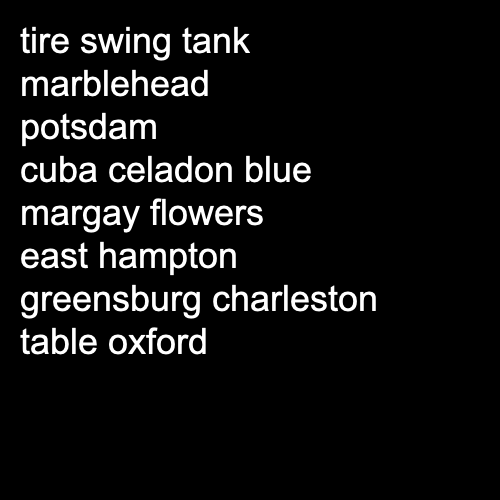 tire swing tank
marblehead
potsdam
cuba celadon blue
margay flowers
east hampton
greensburg charleston
table oxford